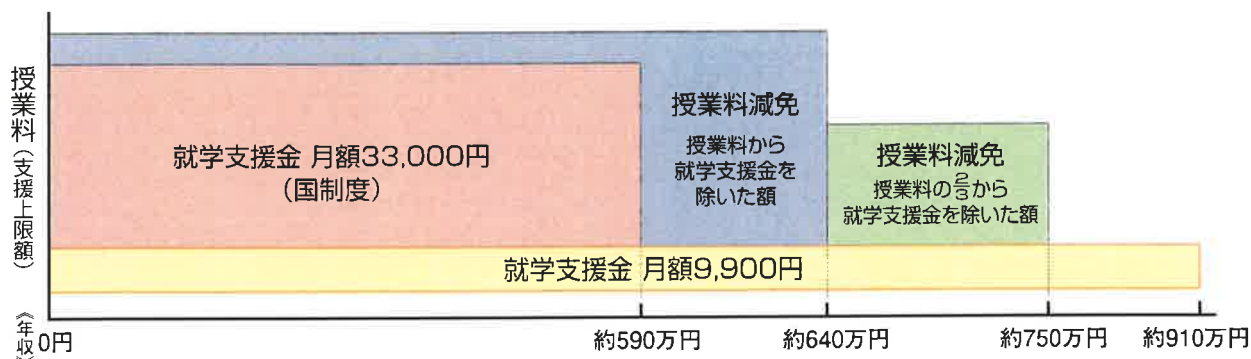 授業料（支援上限額）
授業料減免
授業料から
就学支援金を
除いた額
就学支援金 月額33,000円
（国制度）
授業料減免
授業料の2/3から
就学支援金を除いた額
就学支援金 月額9,900円
《年収》
0円
約590万円
約640万円
約750万円
約910万円